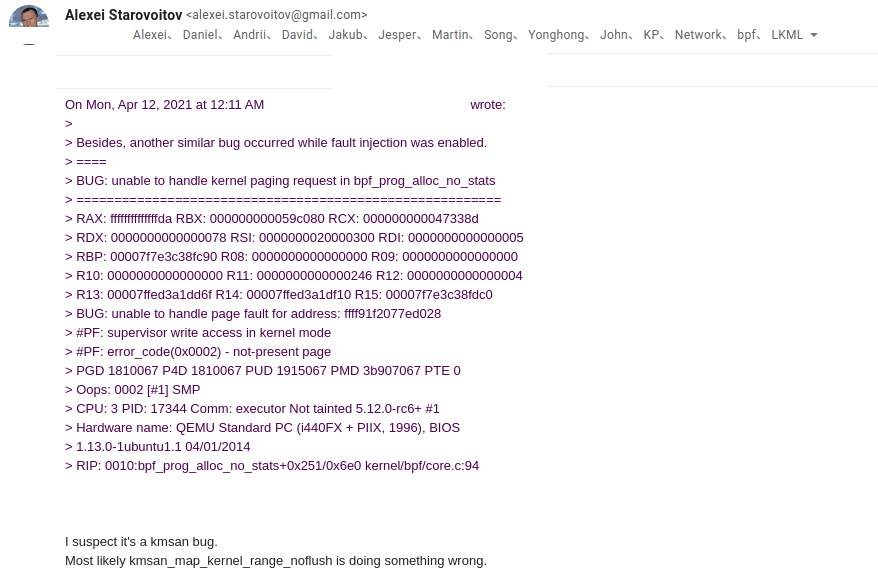 Alexei Starovoitov <alexei.starovoitov@gmail.com>
Alexei、 Daniel、 Andrii、 David、 Jakub、 Jesper、 Martin、 Song、 Yonghong、 John、 KP、 Network、 bpf、 LKML
On Mon, Apr 12, 2021 at 12:11 AM wrote:
>
> Besides, another similar bug occurred while fault injection was enabled.
> ====
> BUG: unable to handle kernel paging request in bpf_prog_alloc_no_stats
> ========================================================
> RAX: ffffffffffffffda RBX: 000000000059c080 RCX: 000000000047338d
> RDX: 0000000000000078 RSI: 0000000020000300 RDI: 0000000000000005
> RBP: 00007f7e3c38fc90 R08: 0000000000000000 R09: 0000000000000000
> R10: 0000000000000000 R11: 0000000000000246 R12: 0000000000000004
> R13: 00007ffed3a1dd6f R14: 00007ffed3a1df10 R15: 00007f7e3c38fdc0
> BUG: unable to handle page fault for address: ffff91f2077ed028
> #PF: supervisor write access in kernel mode
> #PF: error_code(0x0002) - not-present page
> PGD 1810067 P4D 1810067 PUD 1915067 PMD 3b907067 PTE 0
> Oops: 0002 [#1] SMP
> CPU: 3 PID: 17344 Comm: executor Not tainted 5.12.0-rc6+ #1
> Hardware name: QEMU Standard PC (i440FX + PIIX, 1996), BIOS
> 1.13.0-1ubuntu1.1 04/01/2014
> RIP: 0010:bpf_prog_alloc_no_stats+0x251/0x6e0 kernel/bpf/core.c:94
I suspect it's a kmsan bug.
Most likely kmsan_map_kernel_range_noflush is doing something wrong.